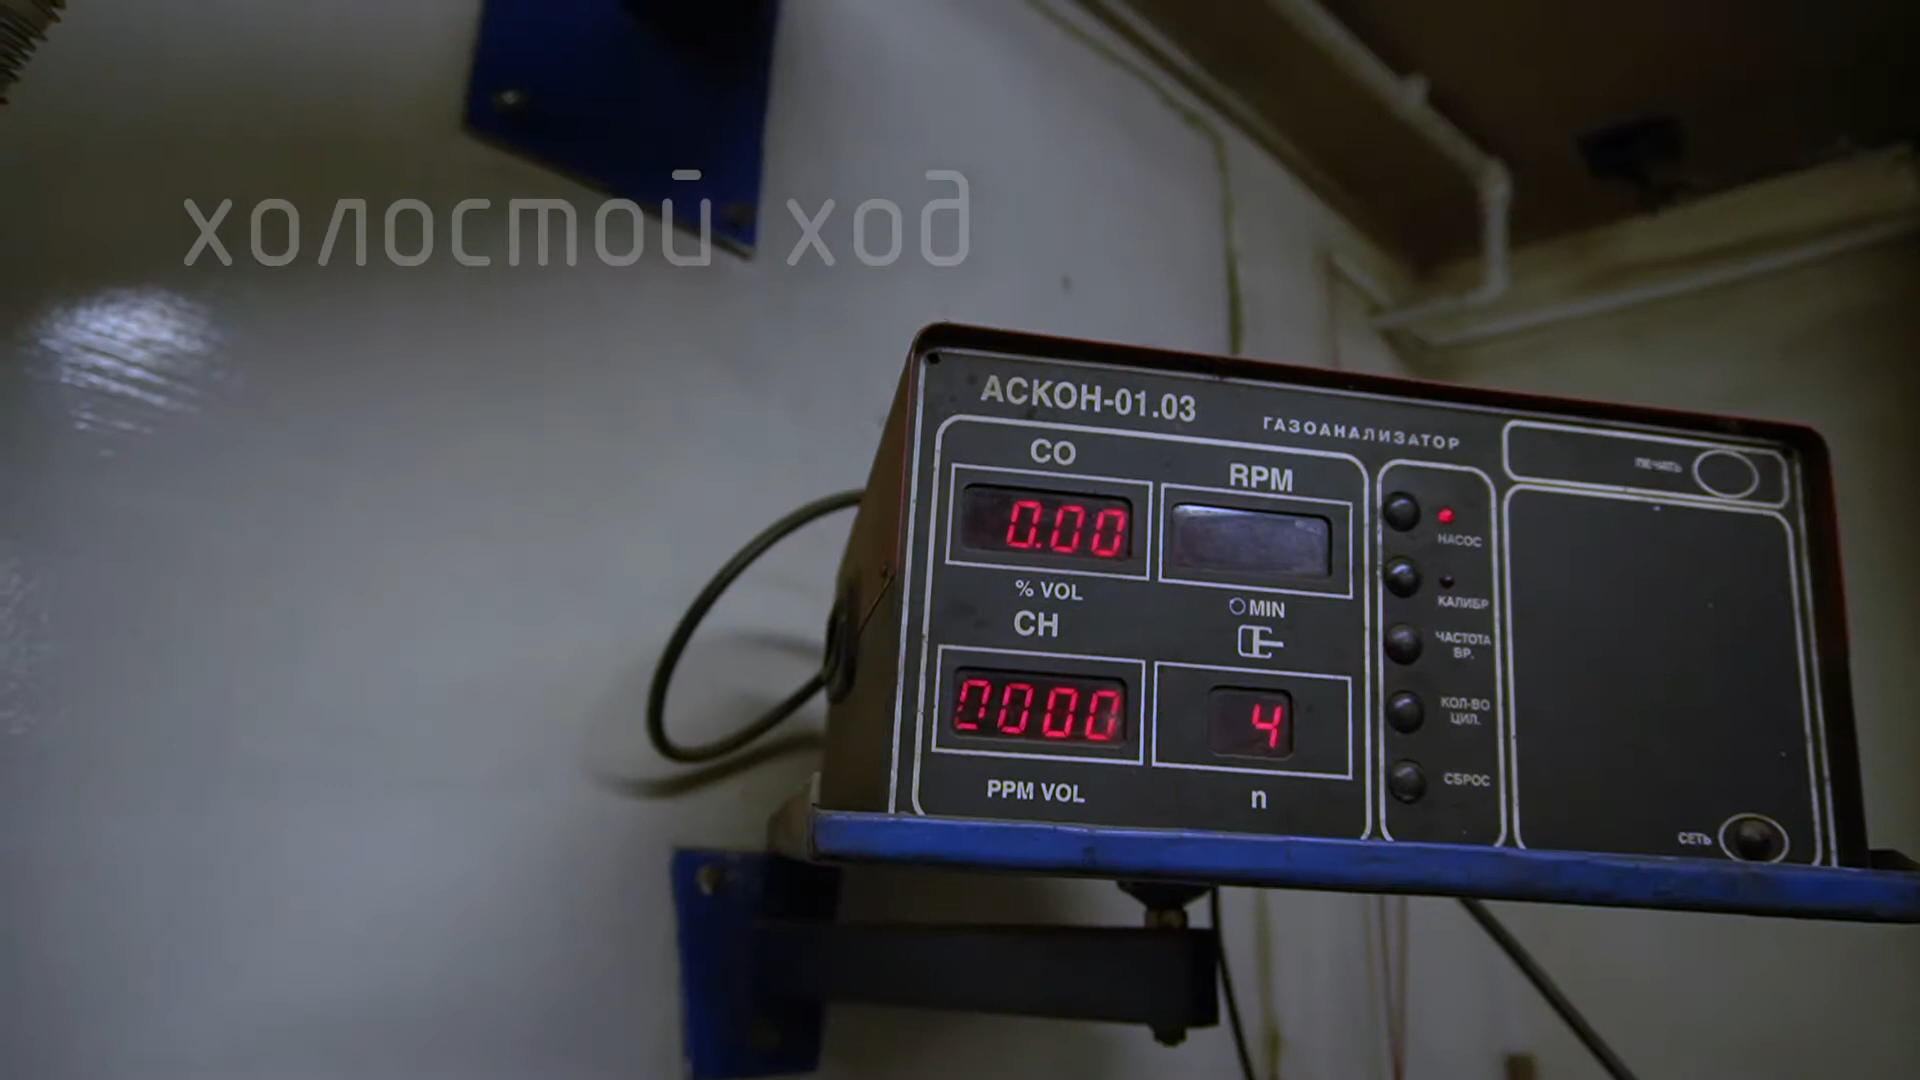 холостой ход
АСКОН-01.03
ГАЗОАНАЛИЗАТОР
CO
0.00
% VOL
RPM
MIN
CH
0000
PPM VOL
4
n
НАСОС
КАЛИБР
ЧАСТОТА
ВР.
КОЛ-ВО
ЦИЛ.
СБРОС
ПЕЧАТЬ
СЕТЬ